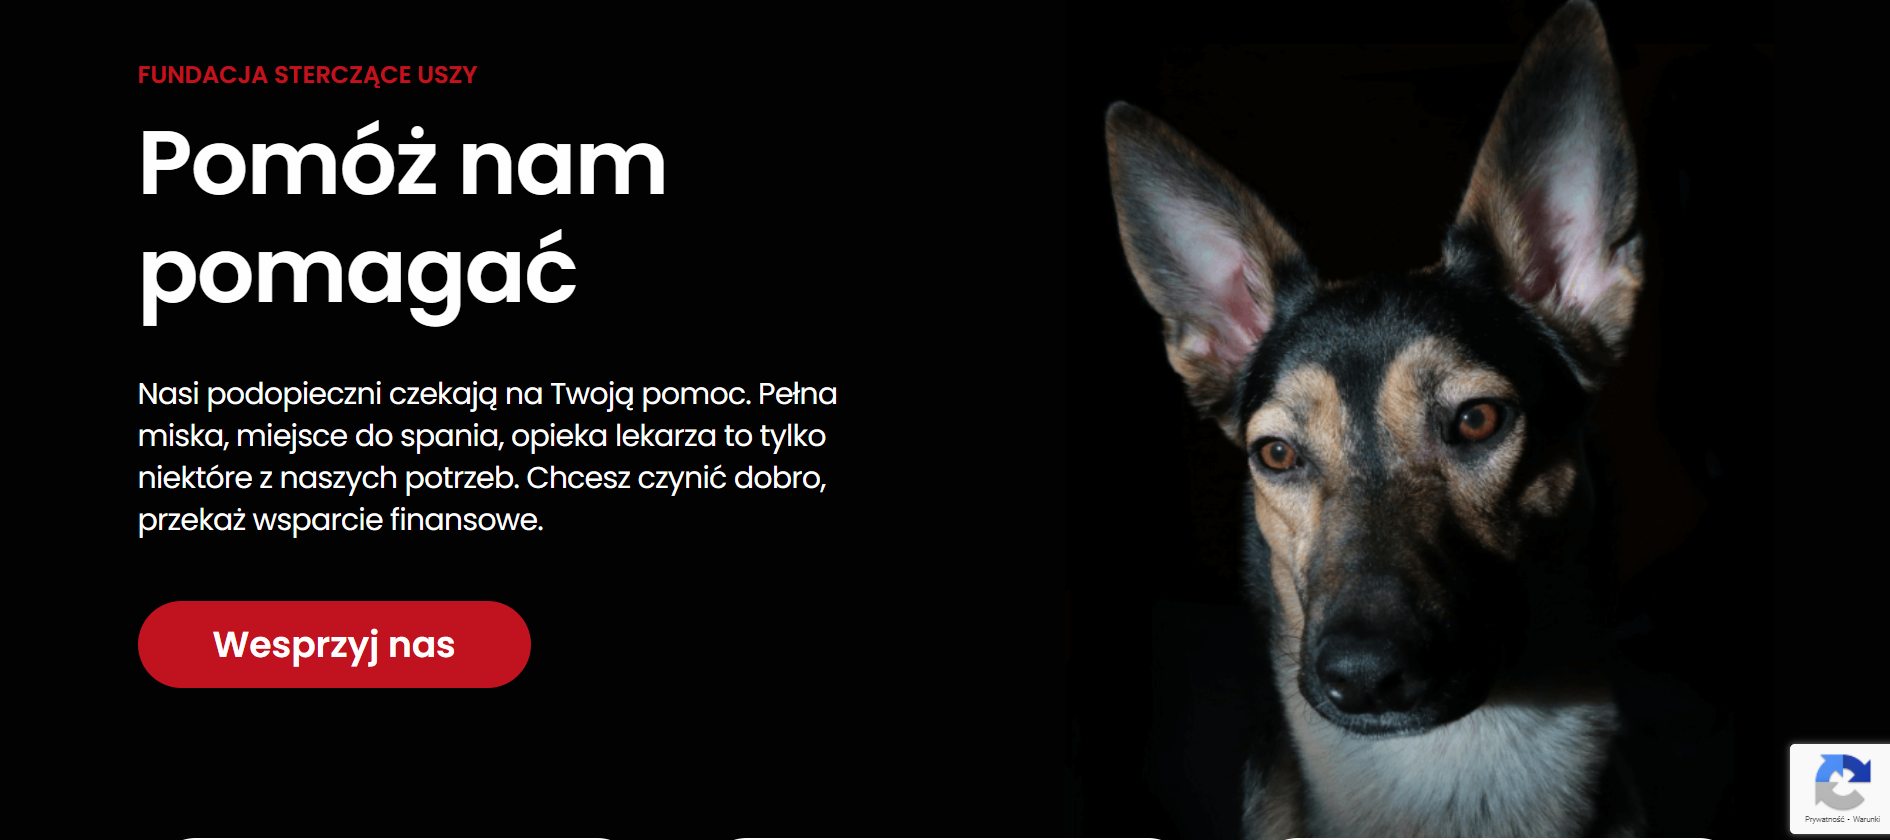 FUNDACJA STERCZĄCE USZY
Pomóż nam
pomagać
Nasi podopieczni czekają na Twoją pomoc. Pełna
miska, miejsce do spania, opieka lekarza to tylko
niektóre z naszych potrzeb. Chcesz czynić dobro,
przekaż wsparcie finansowe.
Wesprzyj nas
Prywatność - Warunki